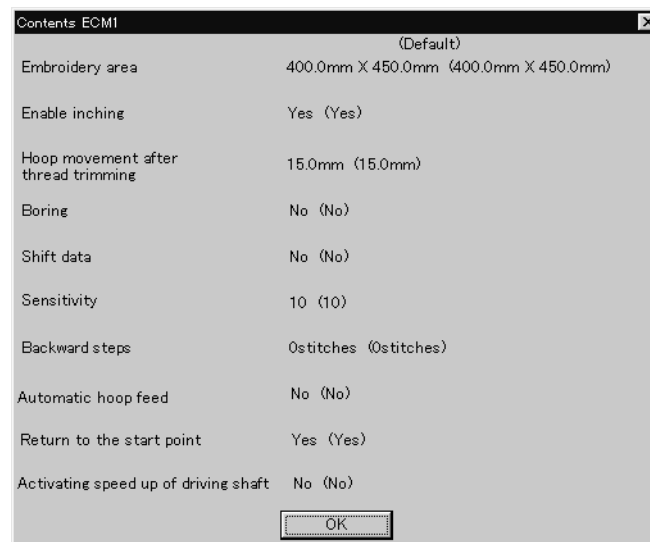 Contents ECM1
(Default)
Embroidery area 400.0mm X 450.0mm (400.0mm X 450.0mm)
Enable inching Yes (Yes)
Hoop movement after
thread trimming 15.0mm (15.0mm)
Boring No (No)
Shift data No (No)
Sensitivity 10 (10)
Backward steps 0stitches (0stitches)
Automatic hoop feed No (No)
Return to the start point Yes (Yes)
Activating speed up of driving shaft No (No)
OK